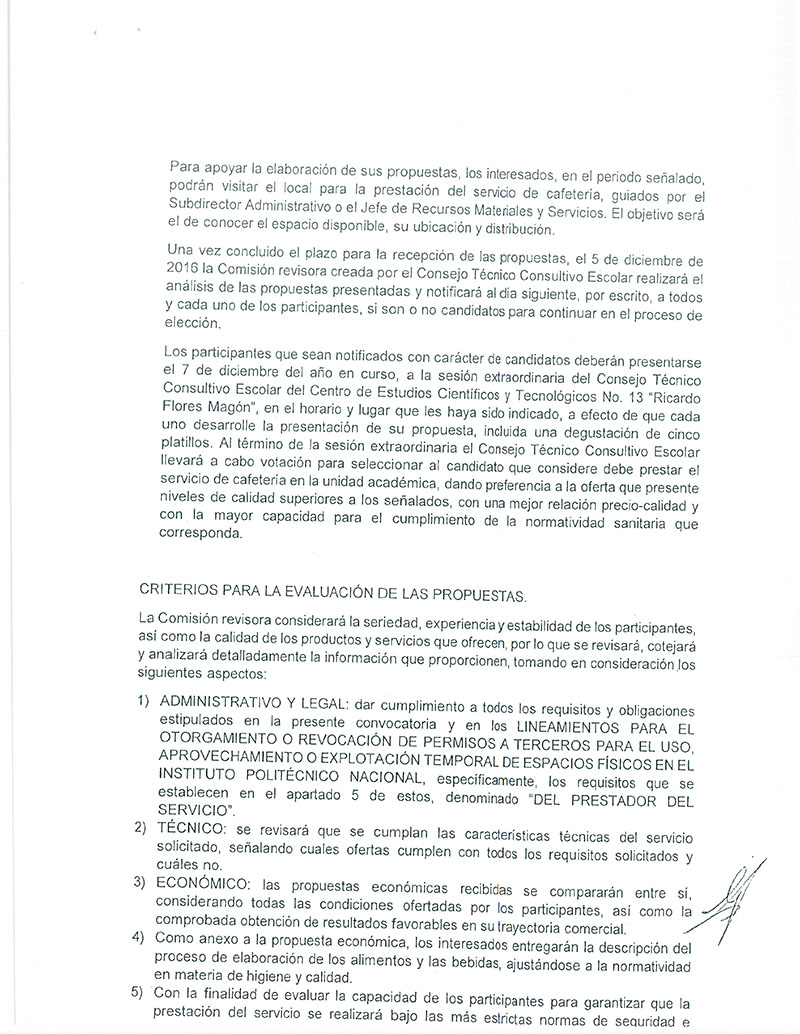 Para apoyar la elaboración de sus propuestas, los interesados, en el periodo señalado,
podrán visitar el local para la prestación del servicio de cafetería, guiados por el
Subdirector Administrativo o el Jefe de Recursos Materiales y Servicios. El objetivo será
el de conocer el espacio disponible, su ubicación y distribución.
Una vez concluido el plazo para la recepción de las propuestas, el 5 de diciembre de
2016 la Comisión revisora creada por el Consejo Técnico Consultivo Escolar realizará el
análisis de las propuestas presentadas y notificará al día siguiente, por escrito, a todos
y cada uno de los participantes, si son o no candidatos para continuar en el proceso de
elección.
Los participantes que sean notificados con carácter de candidatos deberán presentarse
el 7 de diciembre del año en curso, a la sesión extraordinaria del Consejo Técnico
Consultivo Escolar del Centro de Estudios Científicos y Tecnológicos No. 13 "Ricardo
Flores Magón", en el horario y lugar que les haya sido indicado, a efecto de que cada
uno desarrolle la presentación de su propuesta, incluida una degustación de cinco
platillos. Al término de la sesión extraordinaria el Consejo Técnico Consultivo Escolar
llevará a cabo votación para seleccionar al candidato que considere debe prestar el
servicio de cafetería en la unidad académica, dando preferencia a la oferta que presente
niveles de calidad superiores a los señalados, con una mejor relación precio-calidad y
con la mayor capacidad para el cumplimiento de la normatividad sanitaria que
corresponda.
CRITERIOS PARA LA EVALUACIÓN DE LAS PROPUESTAS.
La Comisión revisora considerará la seriedad, experiencia y estabilidad de los participantes,
así como la calidad de los productos y servicios que ofrecen, por lo que se revisará, cotejará
y analizará detalladamente la información que proporcionen, tomando en consideración los
siguientes aspectos:
1) ADMINISTRATIVO Y LEGAL: dar cumplimiento a todos los requisitos y obligaciones
estipulados en la presente convocatoria y en los LINEAMIENTOS PARA EL
OTORGAMIENTO O REVOCACIÓN DE PERMISOS A TERCEROS PARA EL USO,
APROVECHAMIENTO O EXPLOTACIÓN TEMPORAL DE ESPACIOS FÍSICOS EN EL
INSTITUTO POLITÉCNICO NACIONAL, específicamente, los requisitos que se
establecen en el apartado 5 de estos, denominado "DEL PRESTADOR DEL
SERVICIO".
2) TÉCNICO: se revisará que se cumplan las características técnicas del servicio
solicitado, señalando cuales ofertas cumplen con todos los requisitos solicitados y
cuáles no.
3) ECONÓMICO: las propuestas económicas recibidas se compararán entre sí,
considerando todas las condiciones ofertadas por los participantes, así como la
comprobada obtención de resultados favorables en su trayectoria comercial.
4) Como anexo a la propuesta económica, los interesados entregarán la descripción del
proceso de elaboración de los alimentos y las bebidas, ajustándose a la normatividad
en materia de higiene y calidad.
5) Con la finalidad de evaluar la capacidad de los participantes para garantizar que la
prestación del servicio se realizará bajo las más estrictas normas de seguridad e